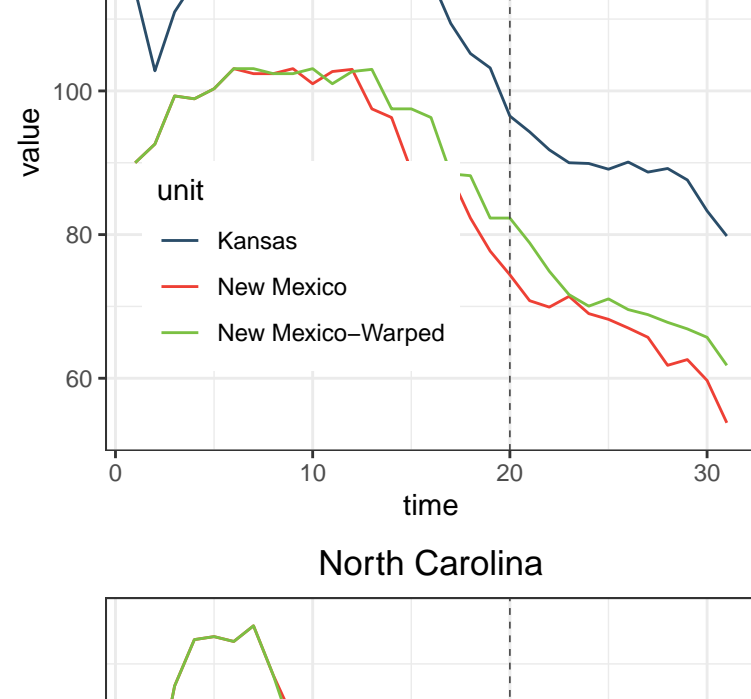 100
80
60
value
unit
Kansas
New Mexico
New Mexico−Warped
0 10 20 30
time
North Carolina